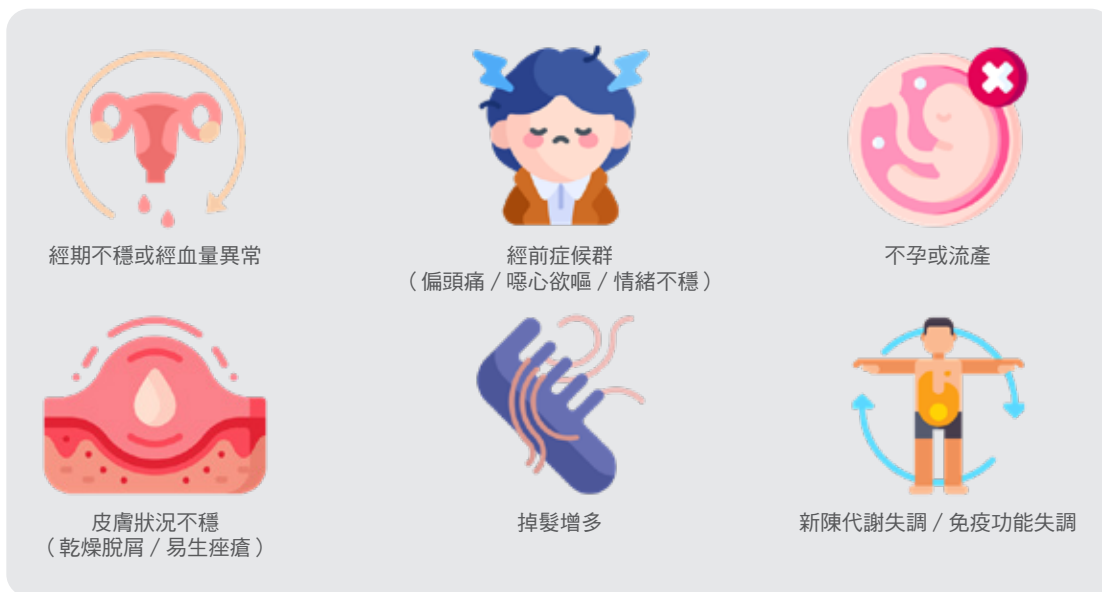 經期不穩或經血量異常
經前症候群
（偏頭痛 / 噁心欲嘔 / 情緒不穩）
不孕或流產
皮膚狀況不穩
（乾燥脫屑 / 易生痤瘡）
掉髮增多
新陳代謝失調 / 免疫功能失調